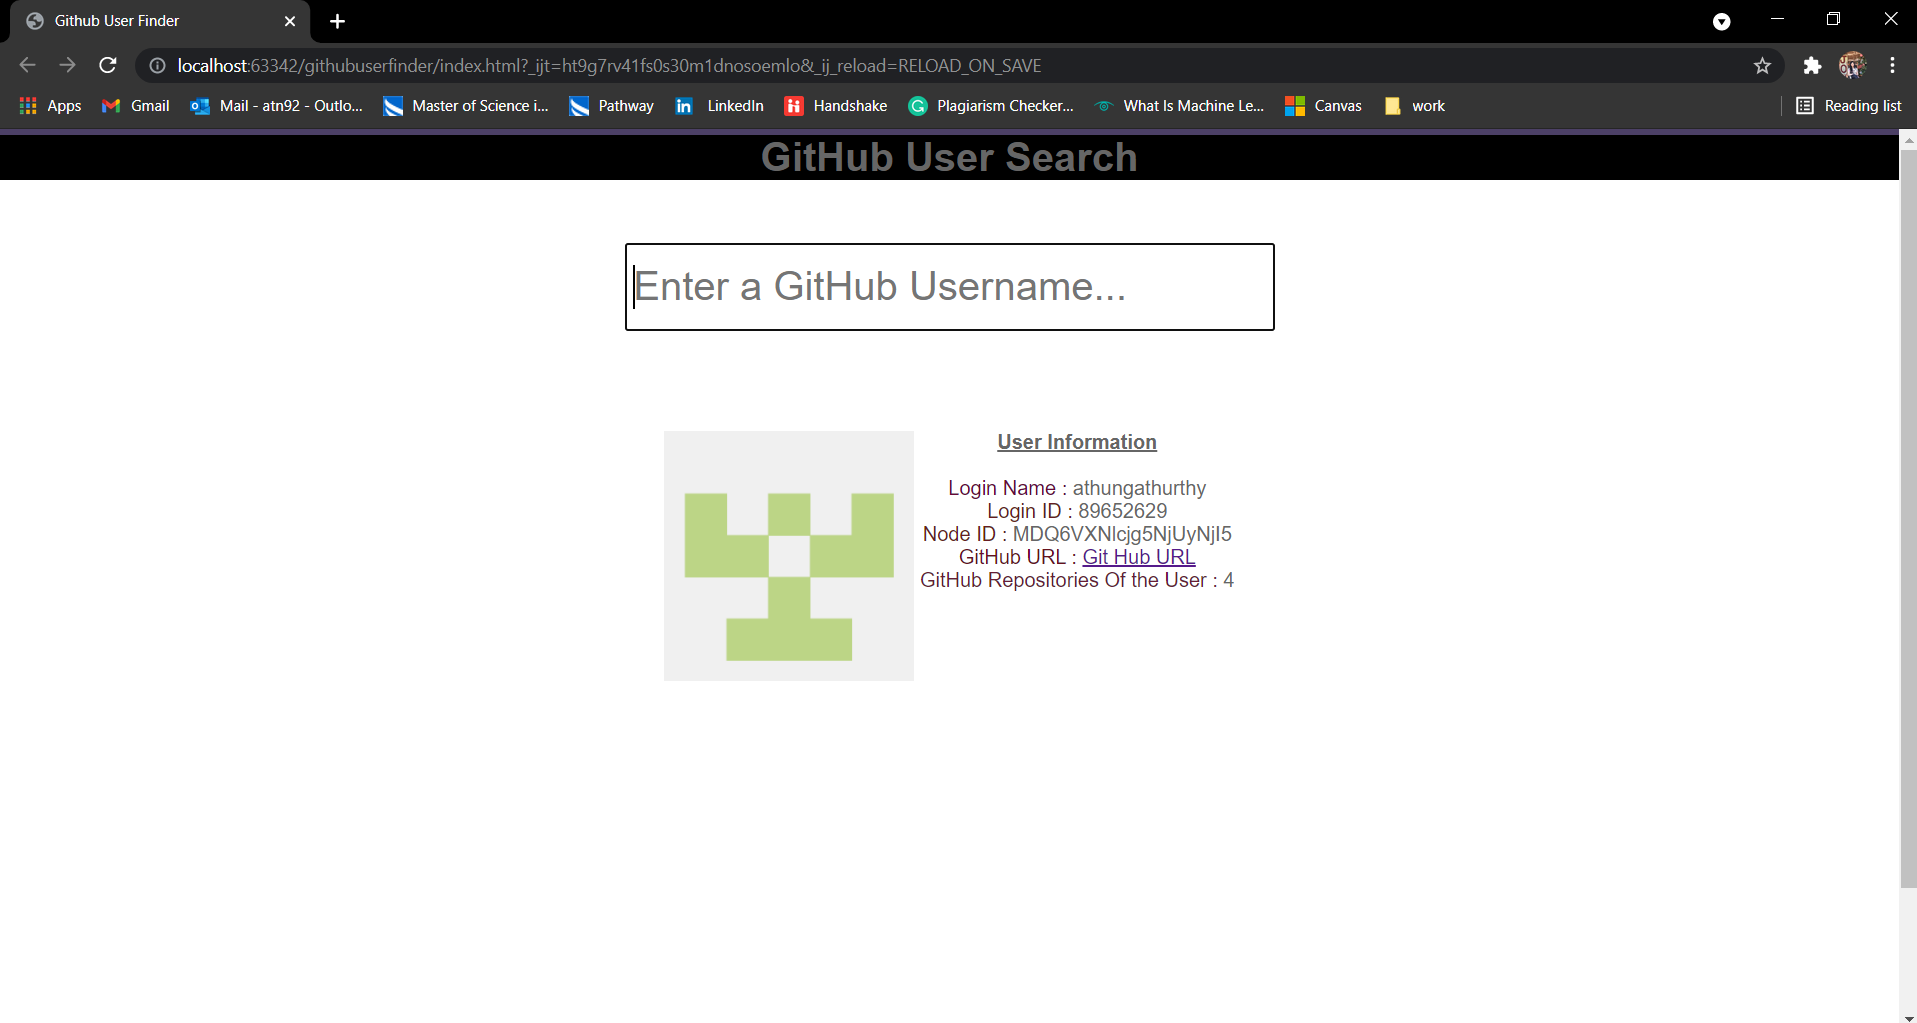 Github User Finder
localhost:63342/githubuserfinder/index.html?_ijt=ht9g7rv41fs0s30m1dnosoemlo&_ij_reload=RELOAD_ON_SAVE
Apps Gmail Mail - atn92 - Outlo... Master of Science i... Pathway LinkedIn Handshake Plagiarism Checker... What Is Machine Le... Canvas work Reading list
GitHub User Search
Enter a GitHub Username...
User Information
Login Name : athungathurthy
Login ID : 89652629
Node ID : MDQ6VXNlcjg5NjUyNjI5
GitHub URL : Git Hub URL
GitHub Repositories Of the User : 4